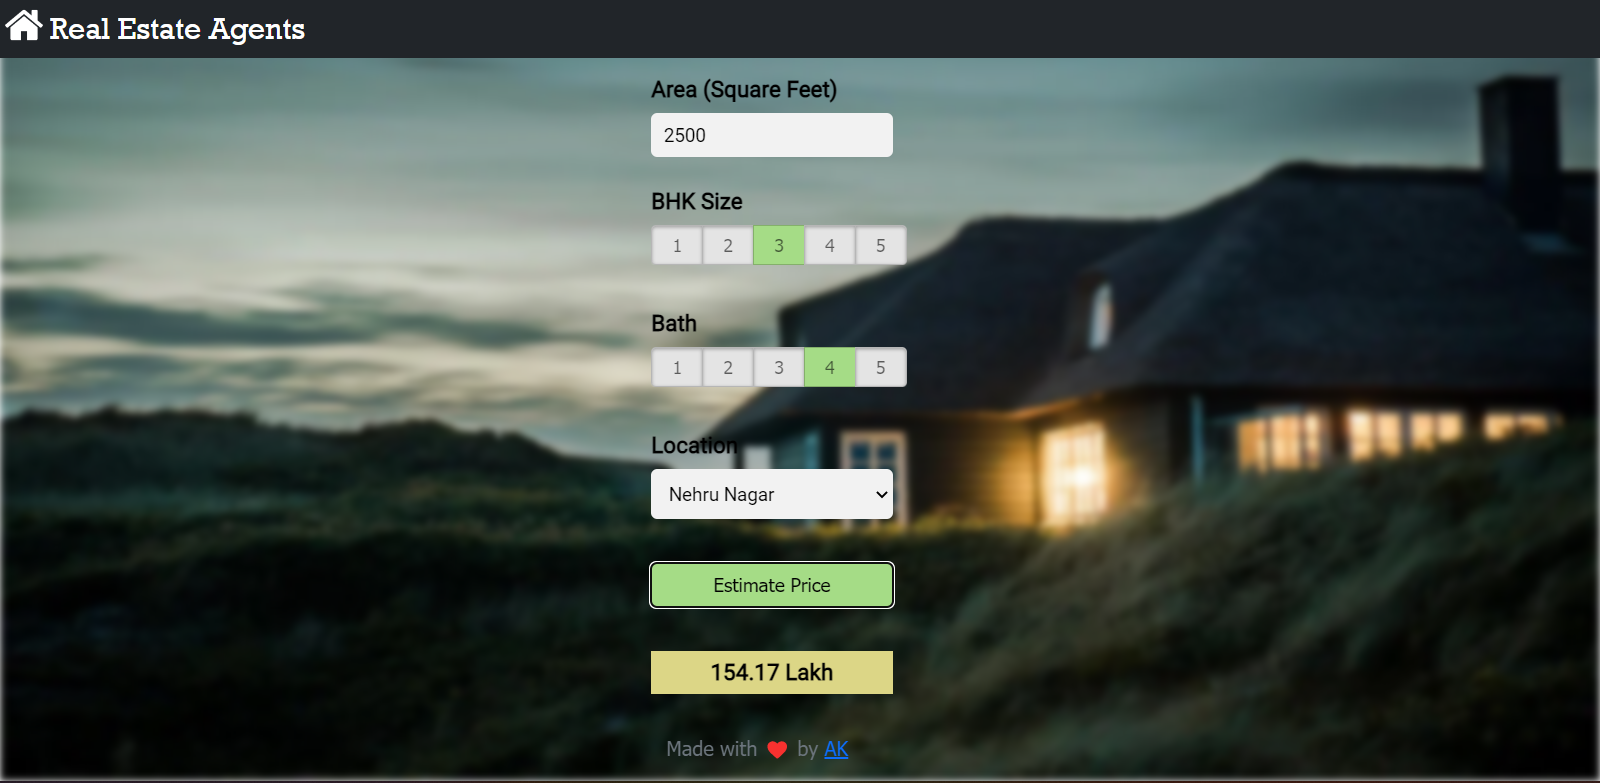 Real Estate Agents
Area (Square Feet)
2500
BHK Size
1 2 3 4 5
Bath
1 2 3 4 5
Location
Nehru Nagar
Estimate Price
154.17 Lakh
Made with ❤ by AK